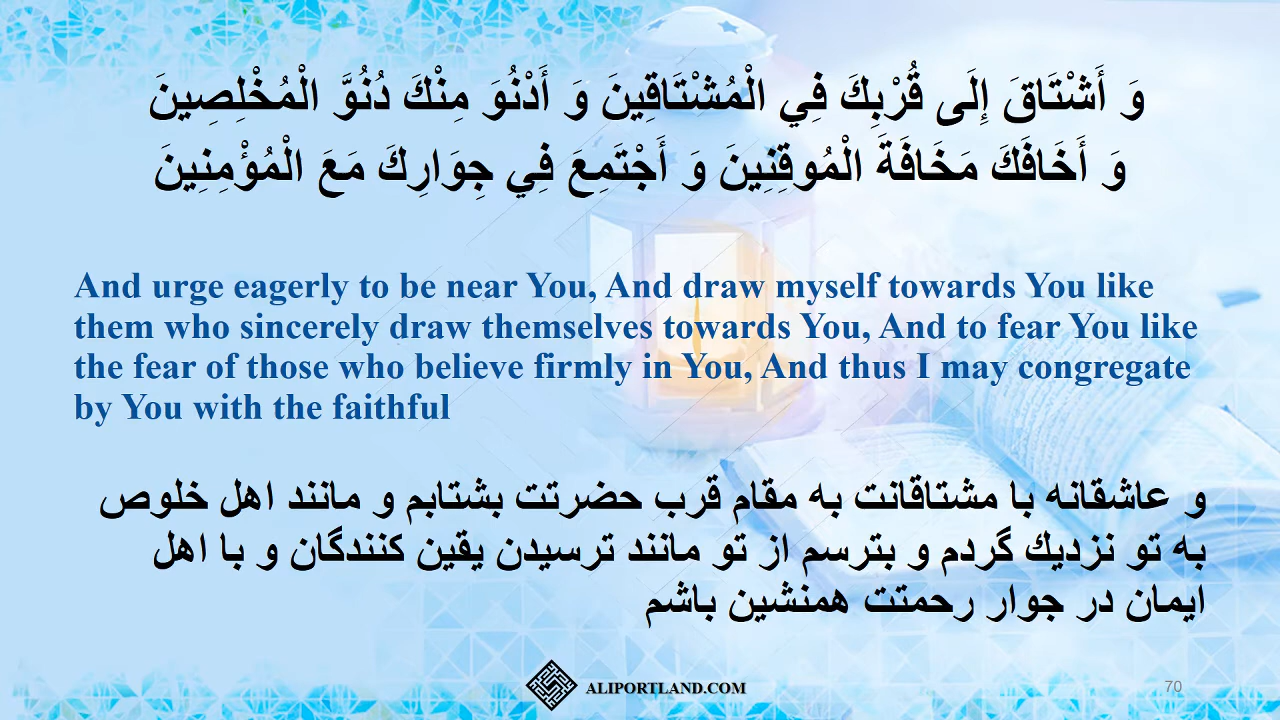 وَ أَشْتَاقَ إِلَى قُرْبِكَ فِي الْمُشْتَاقِينَ وَ أَدْنُوَ مِنْكَ دُنُوَّ الْمُخْلِصِينَ
وَ أَخَافَكَ مَخَافَةَ الْمُوقِنِينَ وَ أَجْتَمِعَ فِي جِوَارِكَ مَعَ الْمُؤْمِنِينَ
And urge eagerly to be near You, And draw myself towards You like
them who sincerely draw themselves towards You, And to fear You like
the fear of those who believe firmly in You, And thus I may congregate
by You with the faithful
و عاشقانه با مشتاقانت به مقام قرب حضرتت بشتابم و مانند اهل خلوص
به تو نزديك گردم و بترسم از تو مانند ترسيدن يقين كنندگان و با اهل
ايمان در جوار رحمتت همنشين باشم
ALIPORTLAND.COM
70